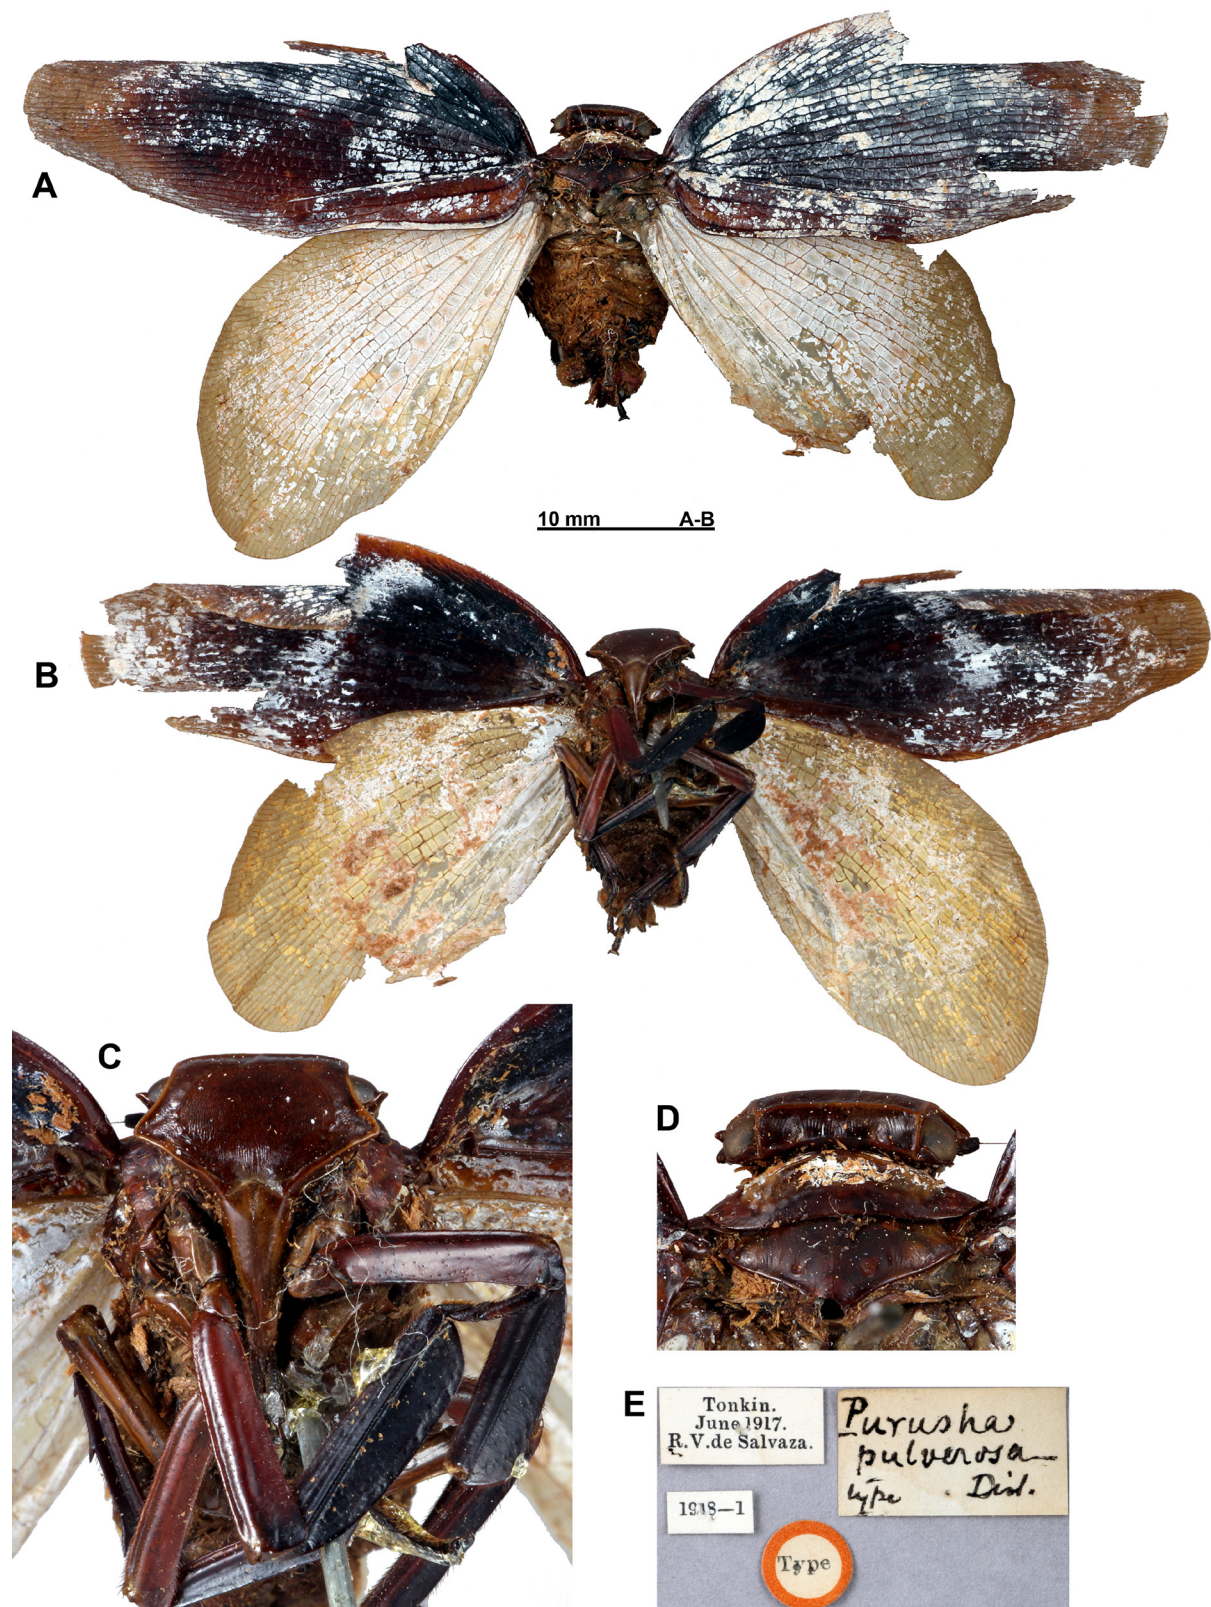 A
10 mm A-B
B
C
D
E
Tonkin.
June 1917.
R.V. de Salvaza.
Purusha
pulverosa
type Dist.
1918—1
Type